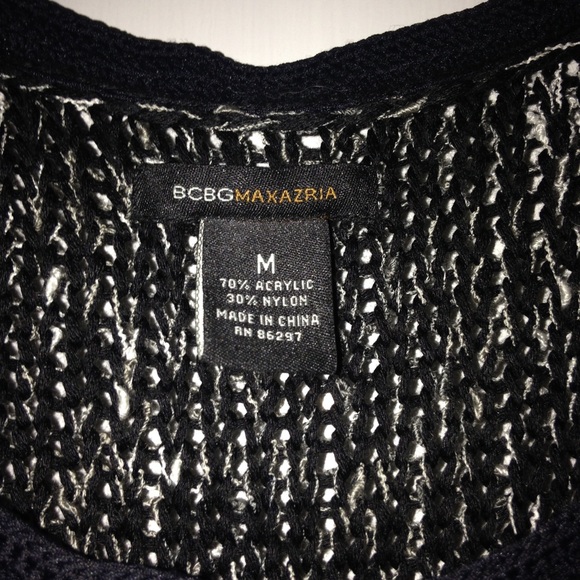 BCBGMAXAZRIA
M
70% ACRYLIC
30% NYLON
MADE IN CHINA
RN 86297